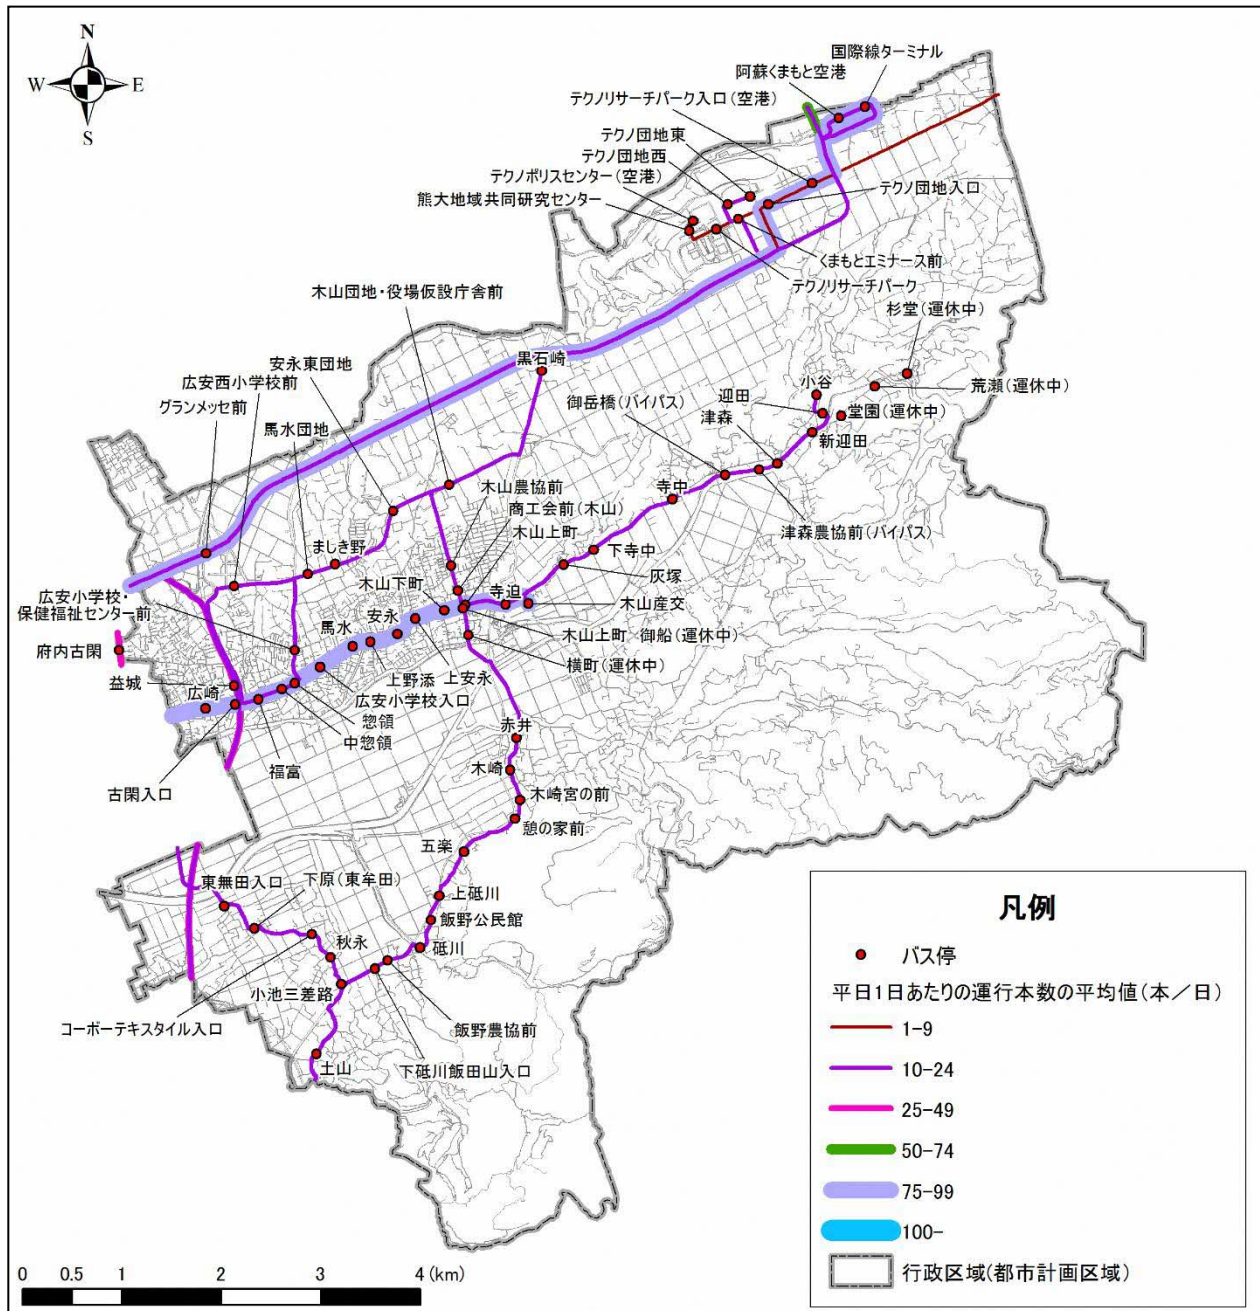 N
W
E
S
国際線ターミナル
阿蘇くまもと空港
テクノリサーチパーク入口(空港)
テクノ団地東
テクノ団地西
テクノポリスセンター(空港)
熊大地域共同研究センター
テクノ団地入口
くまもとエミナース前
テクノリサーチパーク
木山団地・役場仮設庁舎前
杉堂(運休中)
安永東団地
黒石崎
広安西小学校前
小谷
荒瀬(運休中)
グランメッセ前
御岳橋(バイパス)
迎田
堂園(運休中)
馬水団地
津森
新迎田
木山農協前
商工会前(木山)
寺中
木山上町
津森農協前(バイパス)
ましき野
下寺中
木山下町
寺迫
灰塚
広安小学校・
保健福祉センター前
安永
木山産交
馬水
木山上町 御船(運休中)
府内古閑
横町(運休中)
益城
上野添
上安永
広崎
広安小学校入口
惣領
中惣領
赤井
福富
古閑入口
木崎
木崎宮の前
憩の家前
五楽
東無田入口
下原(東牟田)
上砥川
飯野公民館
秋永
砥川
小池三差路
コーボーテキスタイル入口
飯野農協前
土山
下砥川飯田山入口
凡例
バス停
平日1日あたりの運行本数の平均値(本/日)
1-9
10-24
25-49
50-74
75-99
100-
行政区域(都市計画区域)
0 0.5 1 2 3 4 (km)